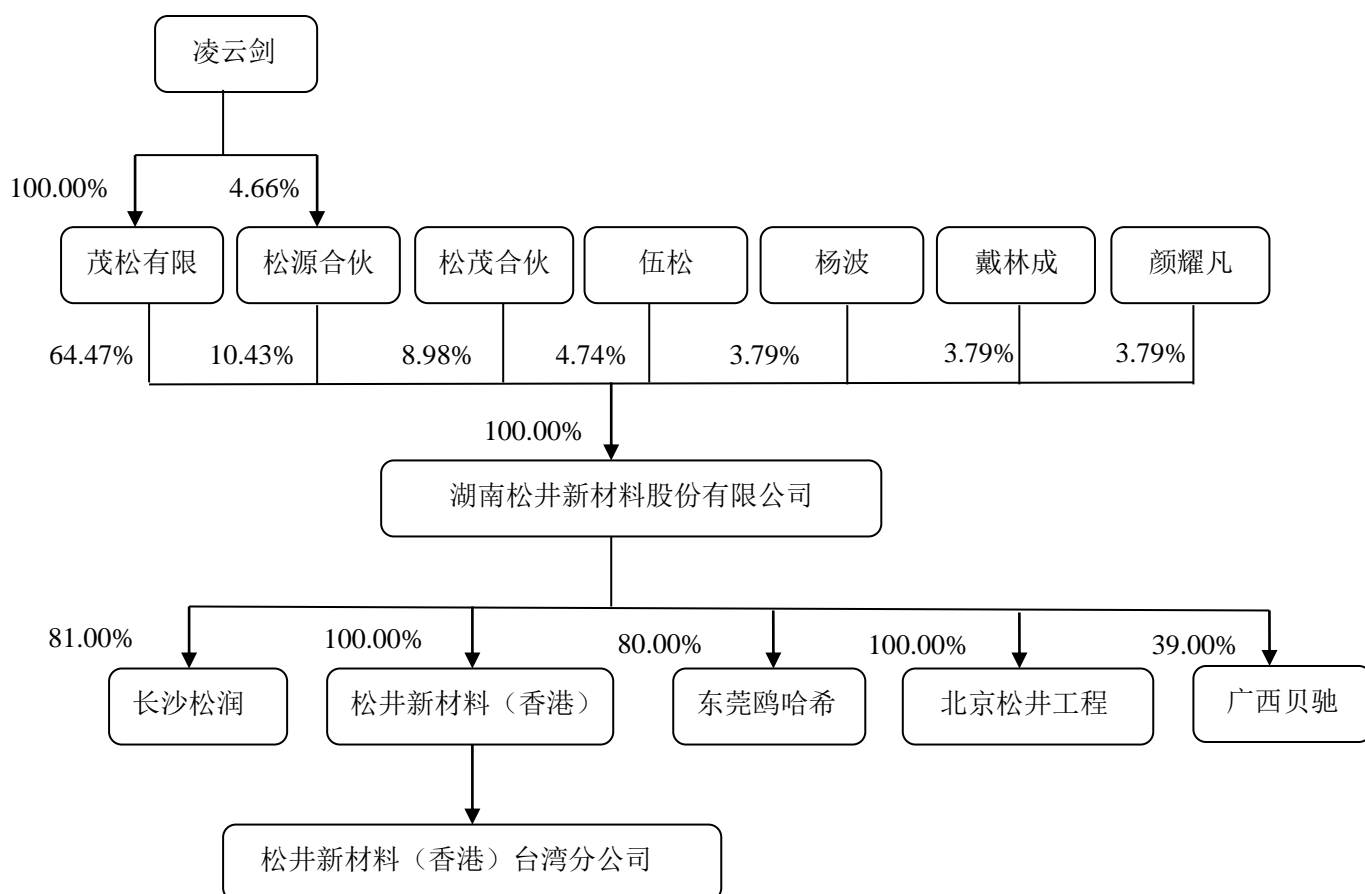 凌云剑
100.00%
4.66%
茂松有限
松源合伙
松茂合伙
伍松
杨波
戴林成
颜耀凡
64.47%
10.43%
8.98%
4.74%
3.79%
3.79%
3.79%
100.00%
湖南松井新材料股份有限公司
81.00%
100.00%
80.00%
100.00%
39.00%
长沙松润
松井新材料（香港）
东莞鸥哈希
北京松井工程
广西贝驰
松井新材料（香港）台湾分公司